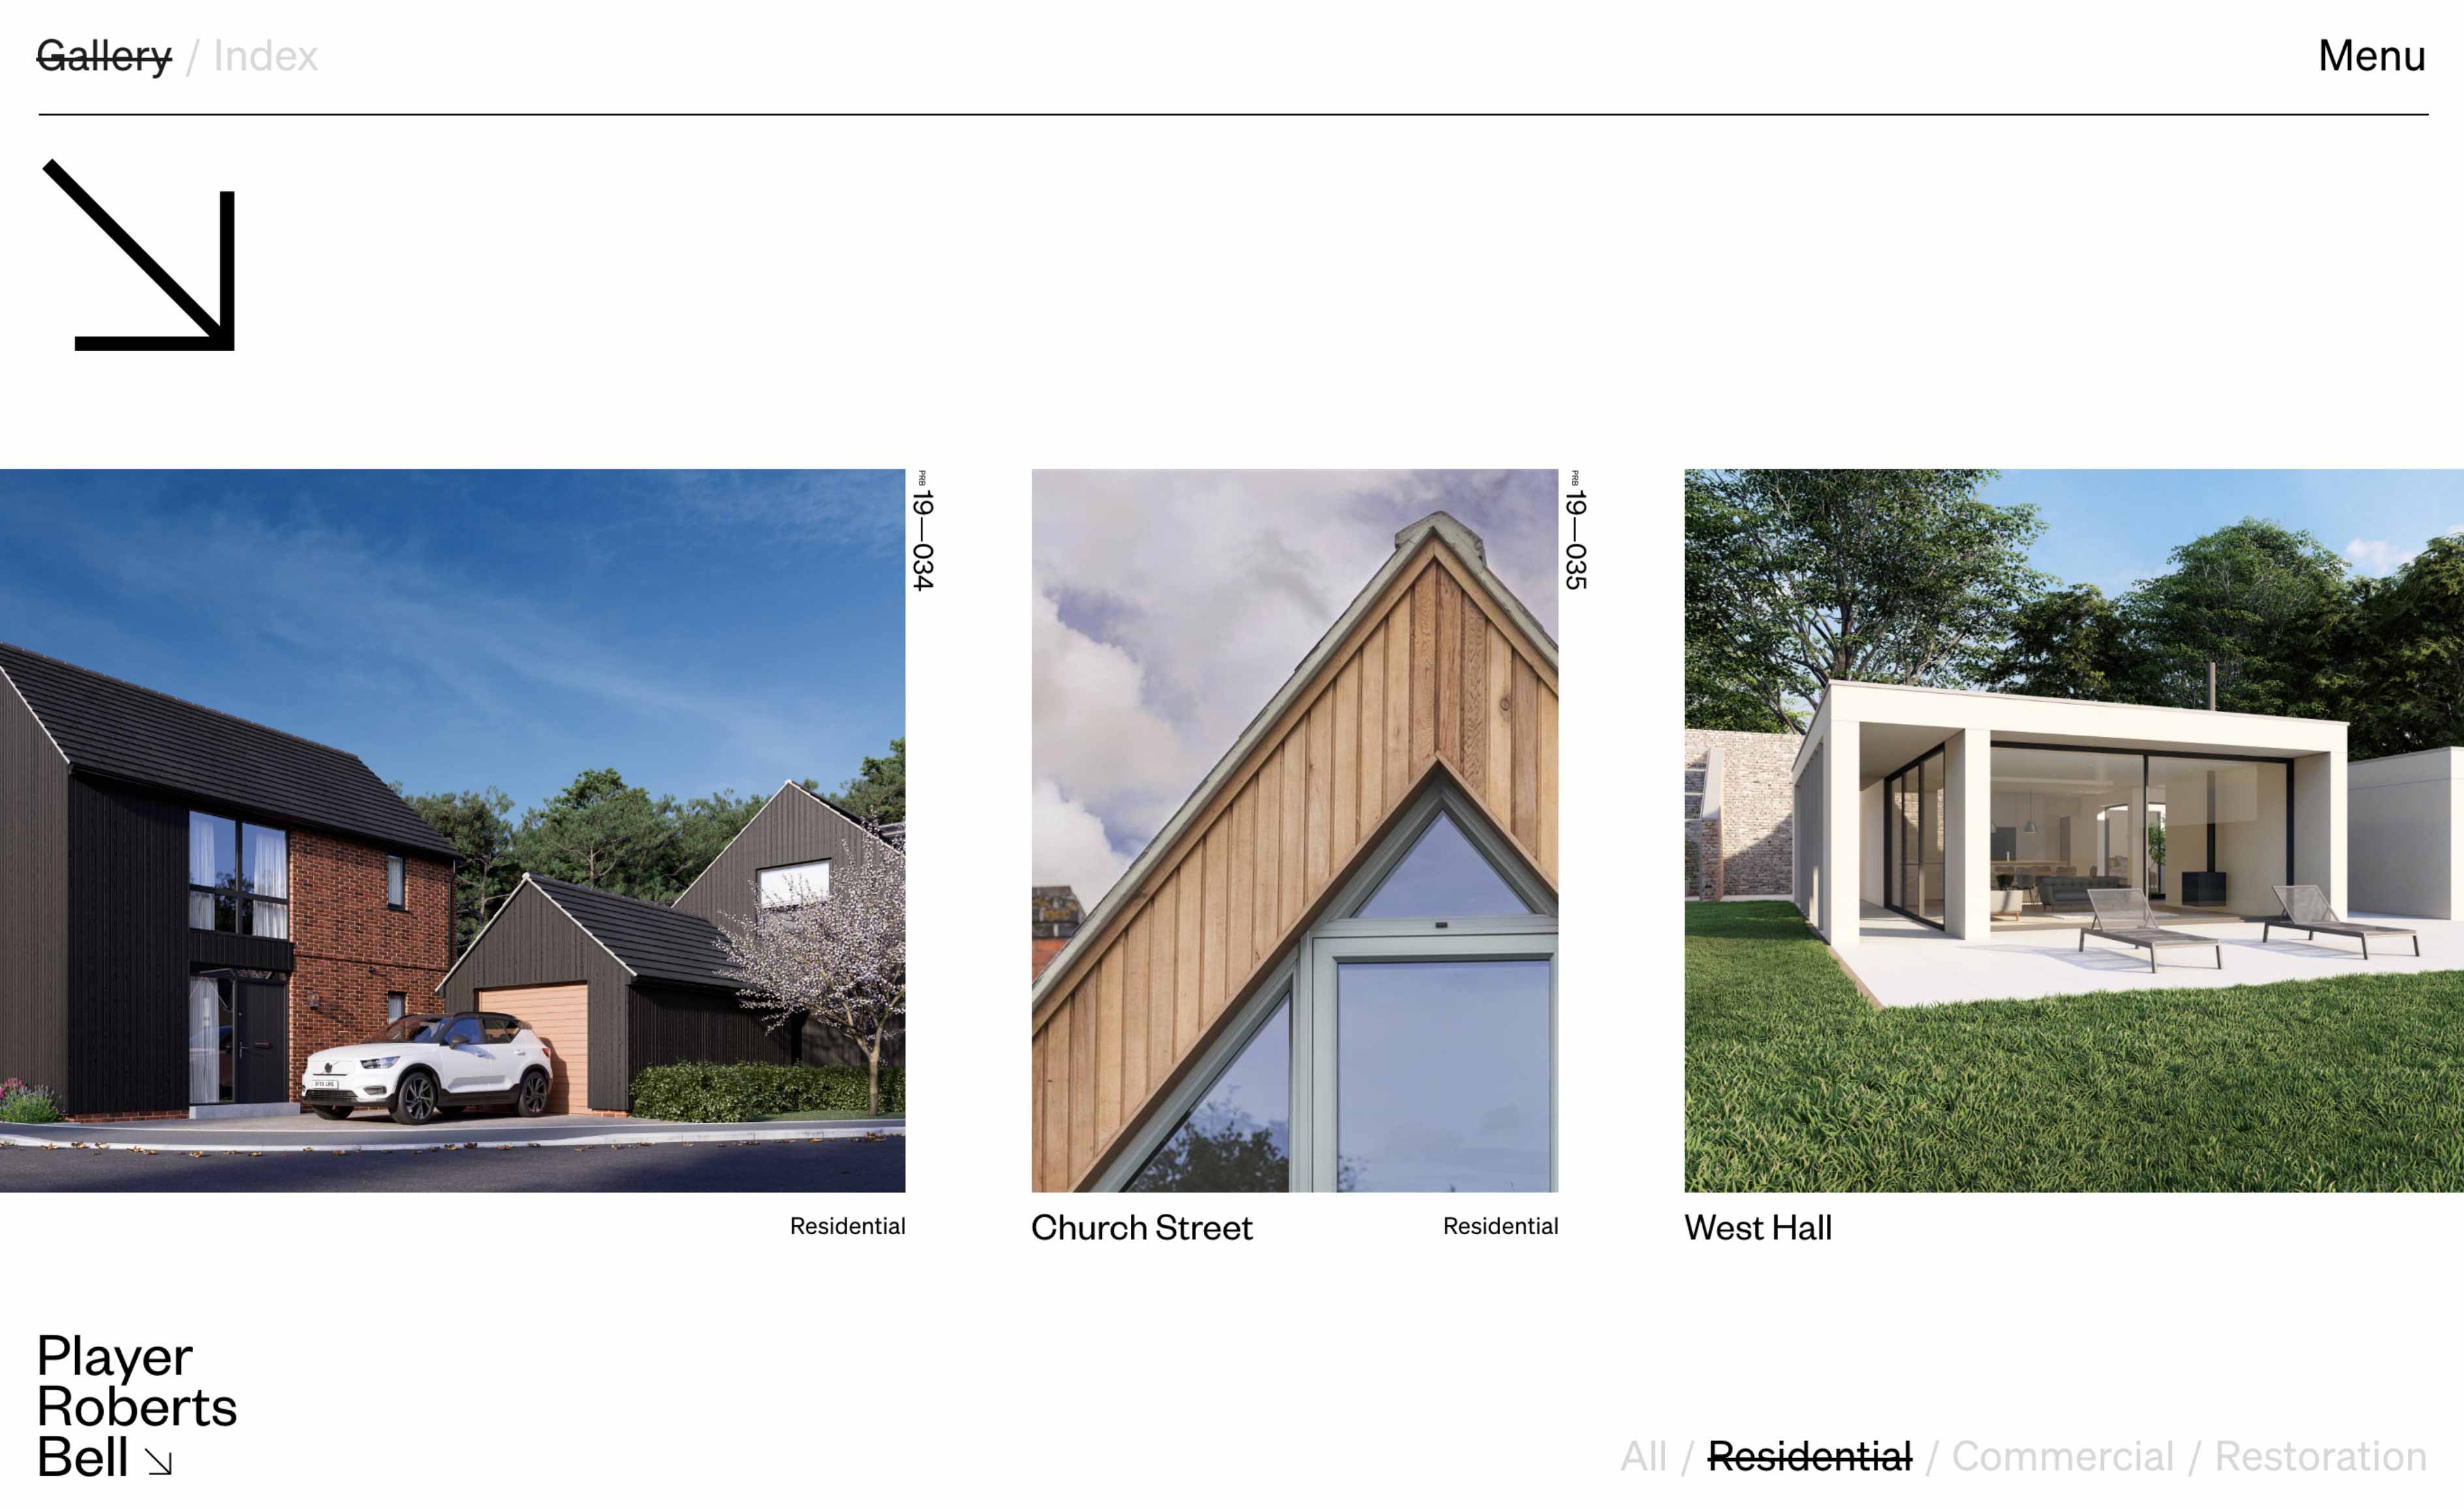 Gallery / Index
Menu
PRB 19—034
PRB 19—035
Residential
Church Street
Residential
West Hall
Player
Roberts
Bell ↘
All / Residential / Commercial / Restoration